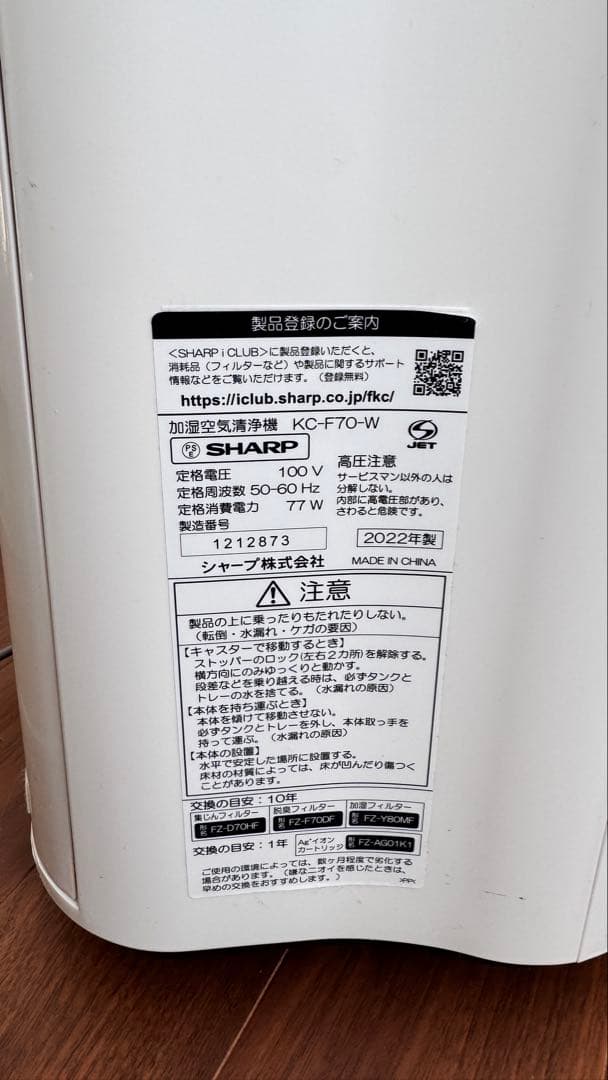 製品登録のご案内
<SHARP i CLUB>に製品登録いただくと、
消耗品（フィルターなど）や製品に関するサポート
情報などをご覧いただけます。（登録無料）
https://iclub.sharp.co.jp/fkc/
加湿空気清浄機 KC-F70-W
PSE SHARP
JET
定格電圧 100 V
定格周波数 50-60 Hz
定格消費電力 77 W
製造番号
1212873
高圧注意
サービスマン以外の人は
分解しない。
内部に高電圧部があり、
さわると危険です。
2022年製
シャープ株式会社 MADE IN CHINA
注意
製品の上に乗ったりもたれたりしない。
（転倒・水漏れ・ケガの要因）
【キャスターで移動するとき】
ストッパーのロック(左右2カ所)を解除する。
横方向にのみゆっくりと動かす。
段差などを乗り越える時は、必ずタンクと
トレーの水を捨てる。（水漏れの原因）
【本体を持ち運ぶとき】
本体を傾けて移動させない。
必ずタンクとトレーを外し、本体取っ手を
持って運ぶ。（水漏れの原因）
【本体の設置】
水平で安定した場所に設置する。
床材の材質によっては、床が凹んだり傷つく
ことがあります。
交換の目安：10年
集じんフィルター 脱臭フィルター 加湿フィルター
形名 FZ-D70HF 形名 FZ-F70DF 形名 FZ-Y80MF
交換の目安：1年
Ag+イオン
カートリッジ
形名 FZ-AG01K1
ご使用の環境によっては、数ヶ月程度で劣化する
場合があります。（嫌なニオイを感じたときは、
早めの交換をおすすめします。）
>PP<